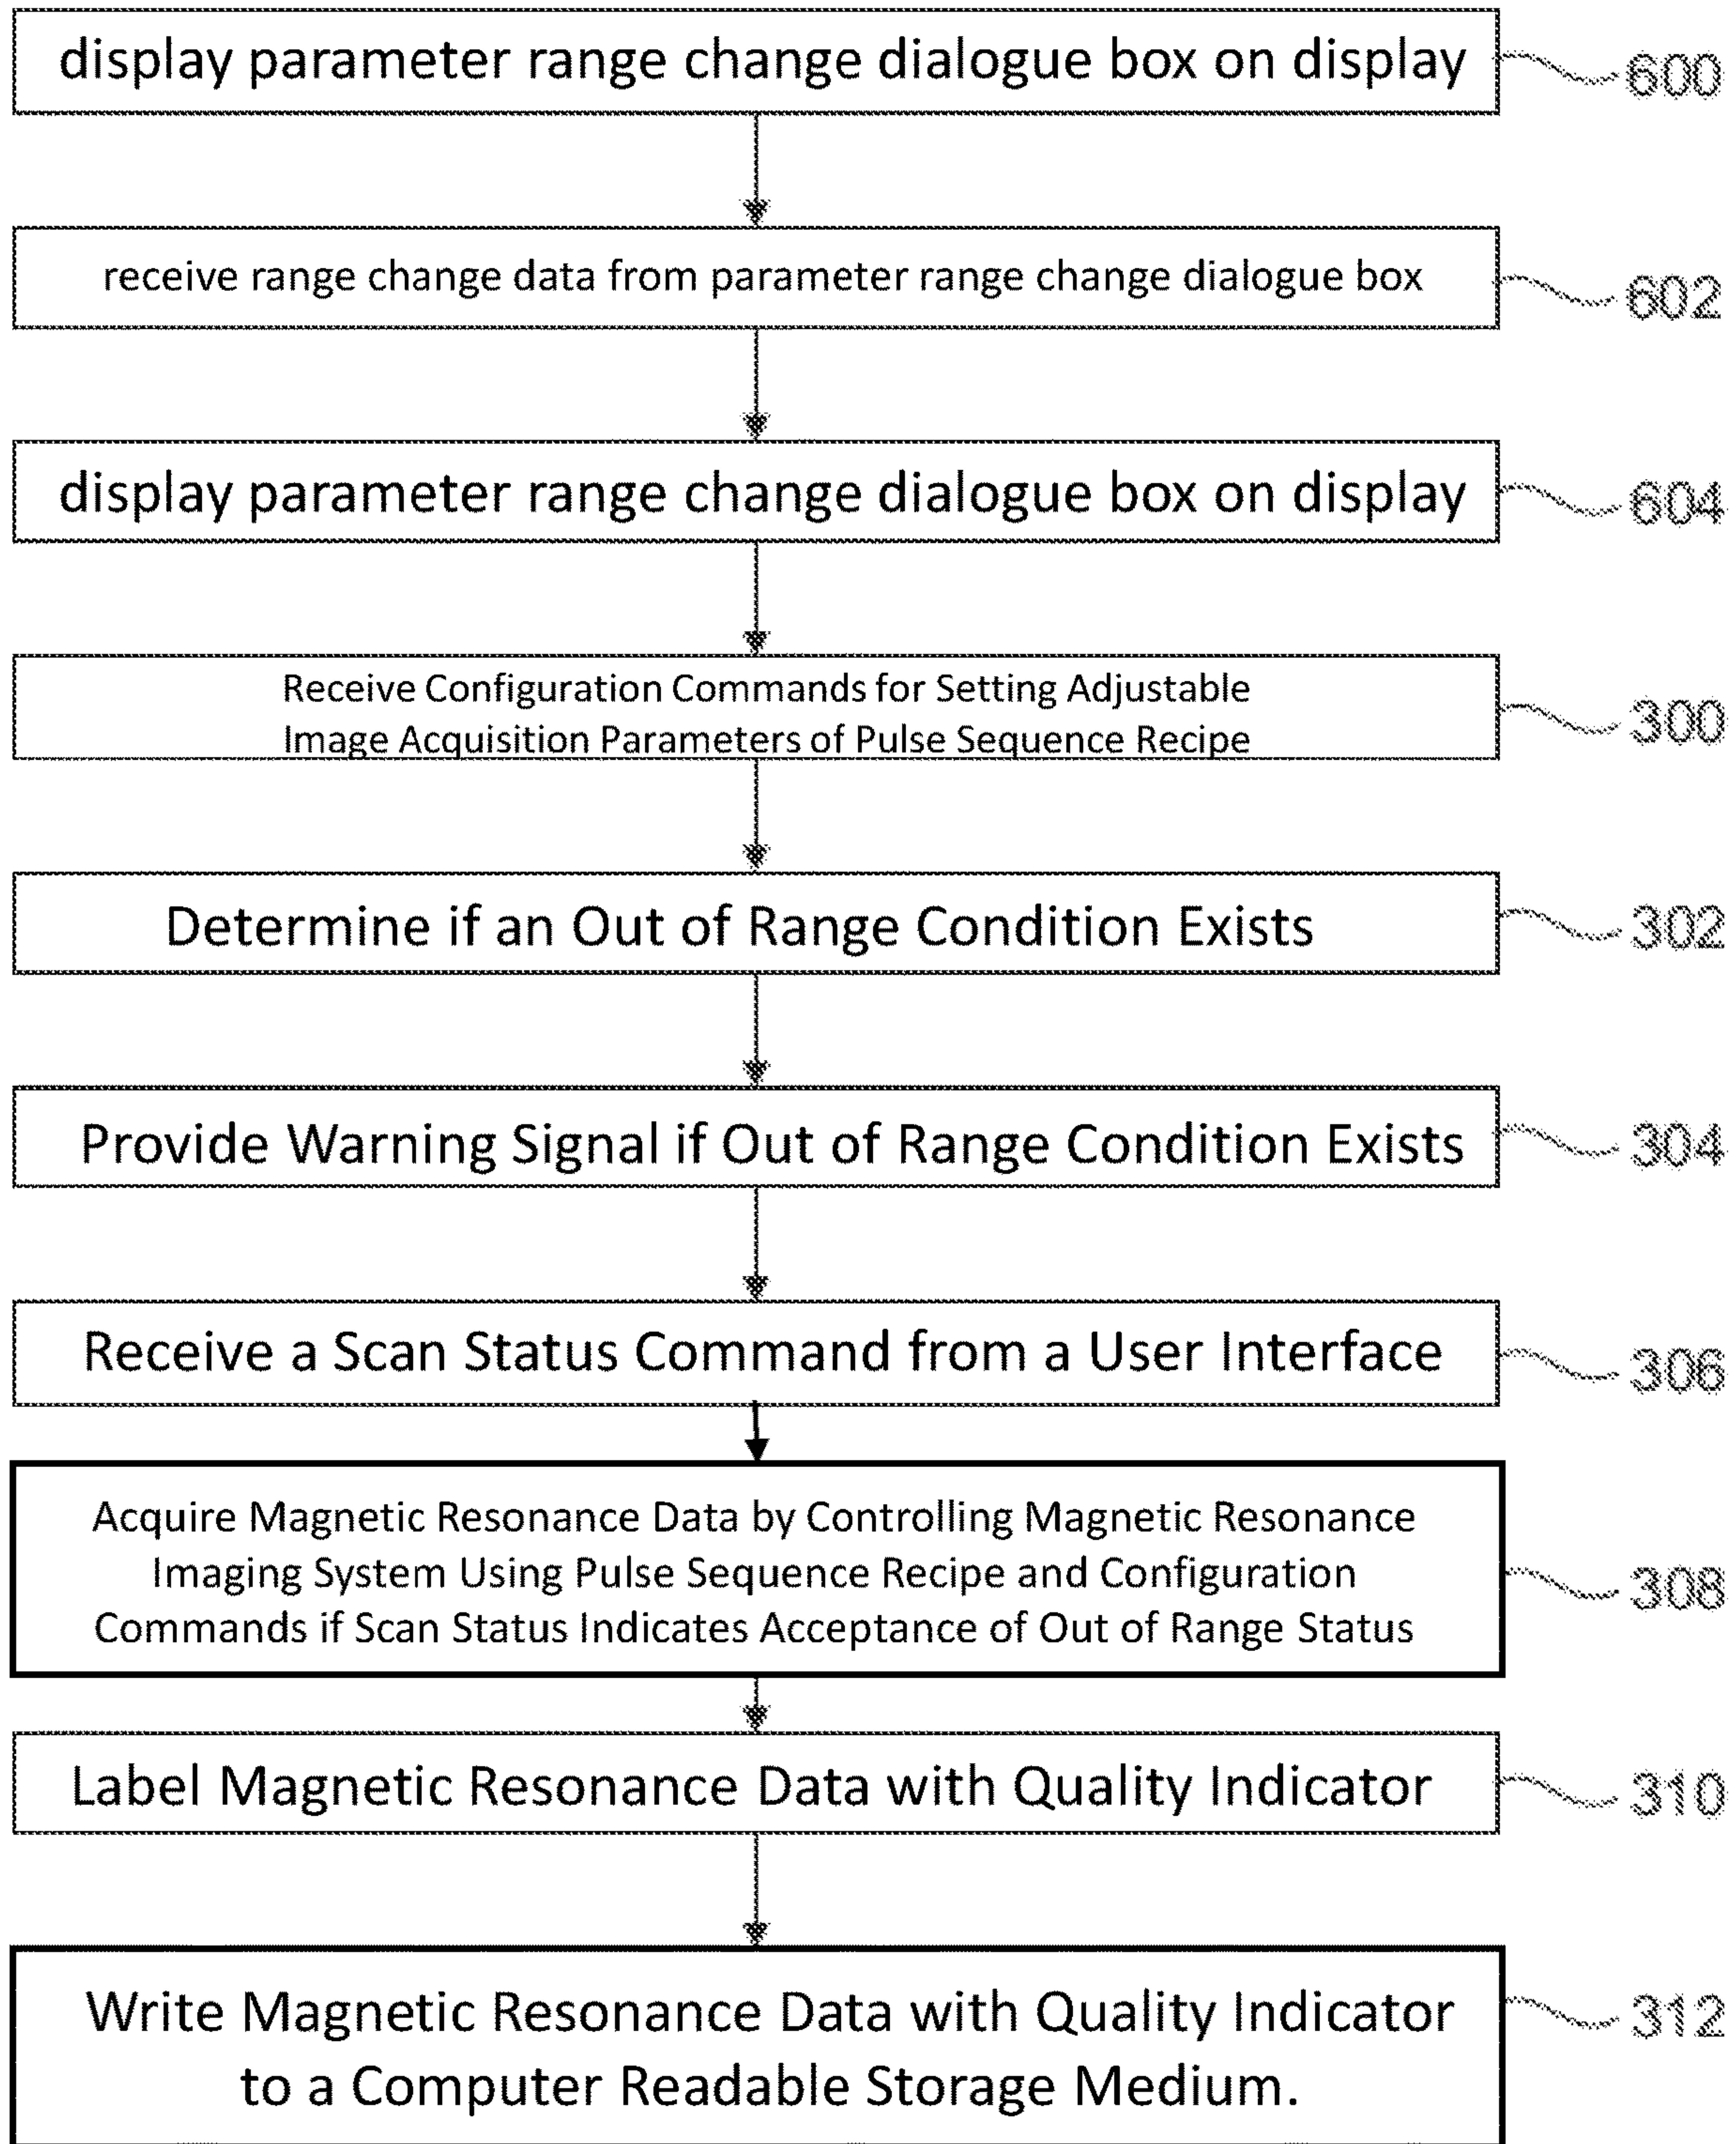 display parameter range change dialogue box on display
600
receive range change data from parameter range change dialogue box
602
display parameter range change dialogue box on display
604
Receive Configuration Commands for Setting Adjustable
Image Acquisition Parameters of Pulse Sequence Recipe
300
Determine if an Out of Range Condition Exists
302
Provide Warning Signal if Out of Range Condition Exists
304
Receive a Scan Status Command from a User Interface
306
Acquire Magnetic Resonance Data by Controlling Magnetic Resonance
Imaging System Using Pulse Sequence Recipe and Configuration
Commands if Scan Status Indicates Acceptance of Out of Range Status
308
Label Magnetic Resonance Data with Quality Indicator
310
Write Magnetic Resonance Data with Quality Indicator
to a Computer Readable Storage Medium.
312